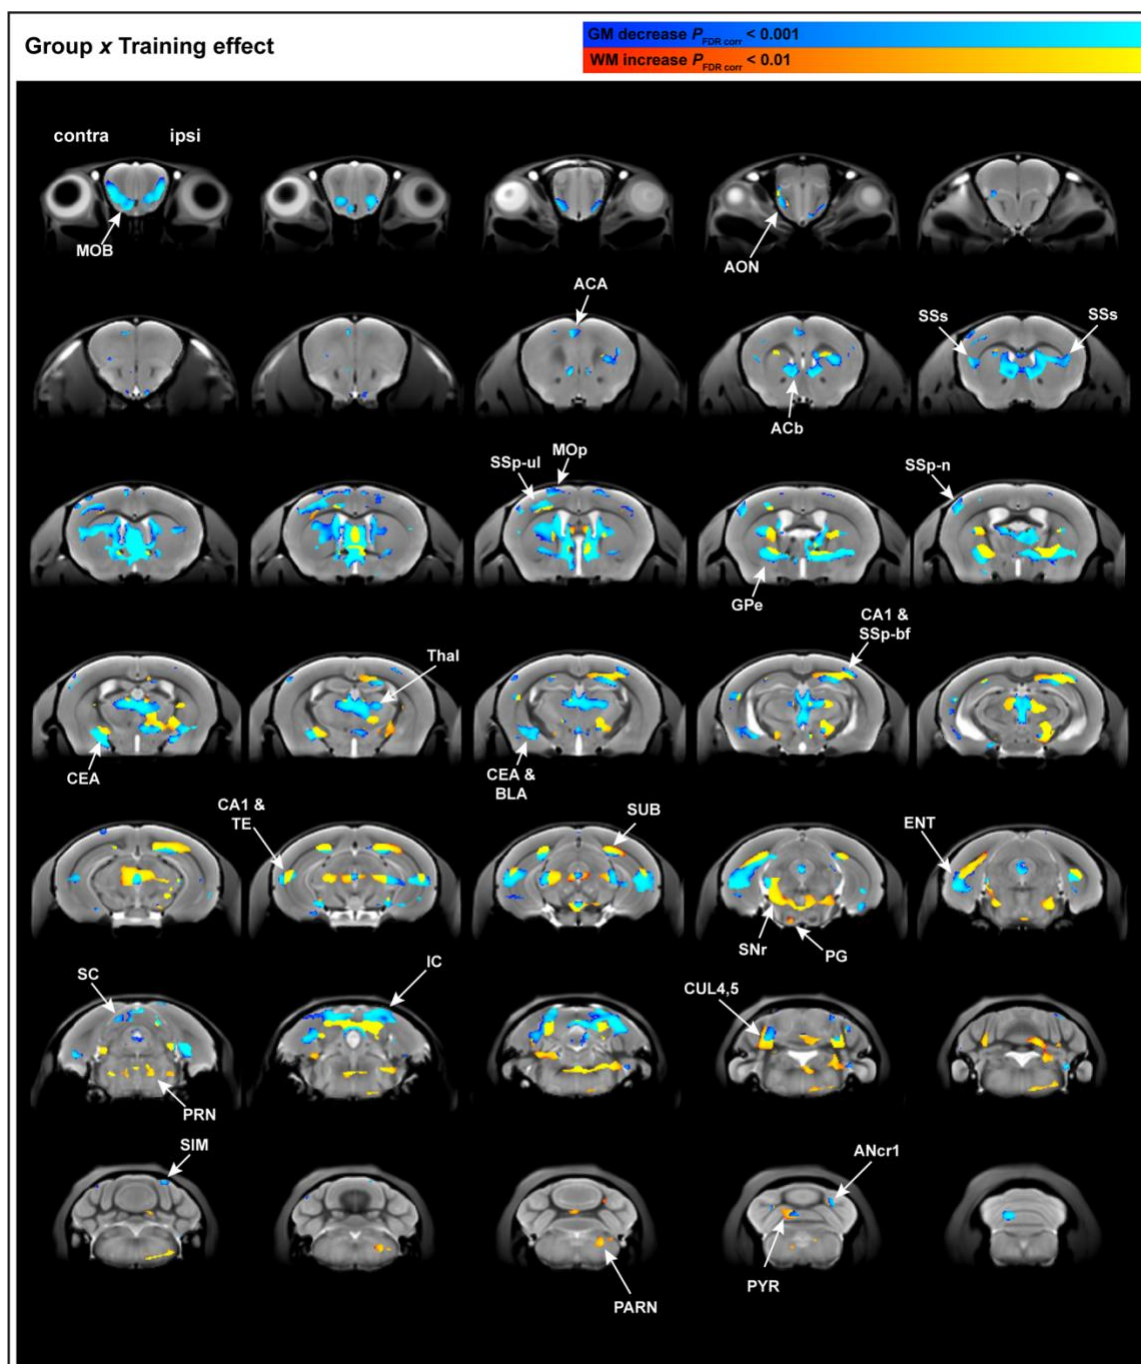 Group x Training effect
GM decrease P FDR corr < 0.001
WM increase P FDR corr < 0.01
contra ipsi
MOB
AON
ACA
SSs SSs
ACb
MOp
SSp-ul
SSp-n
GPe
CA1 &
SSp-bf
Thal
CEA
CEA &
BLA
CA1 &
TE
SUB
ENT
SNr PG
SC IC
CUL4,5
PRN
SIM
ANcr1
PARN
PYR